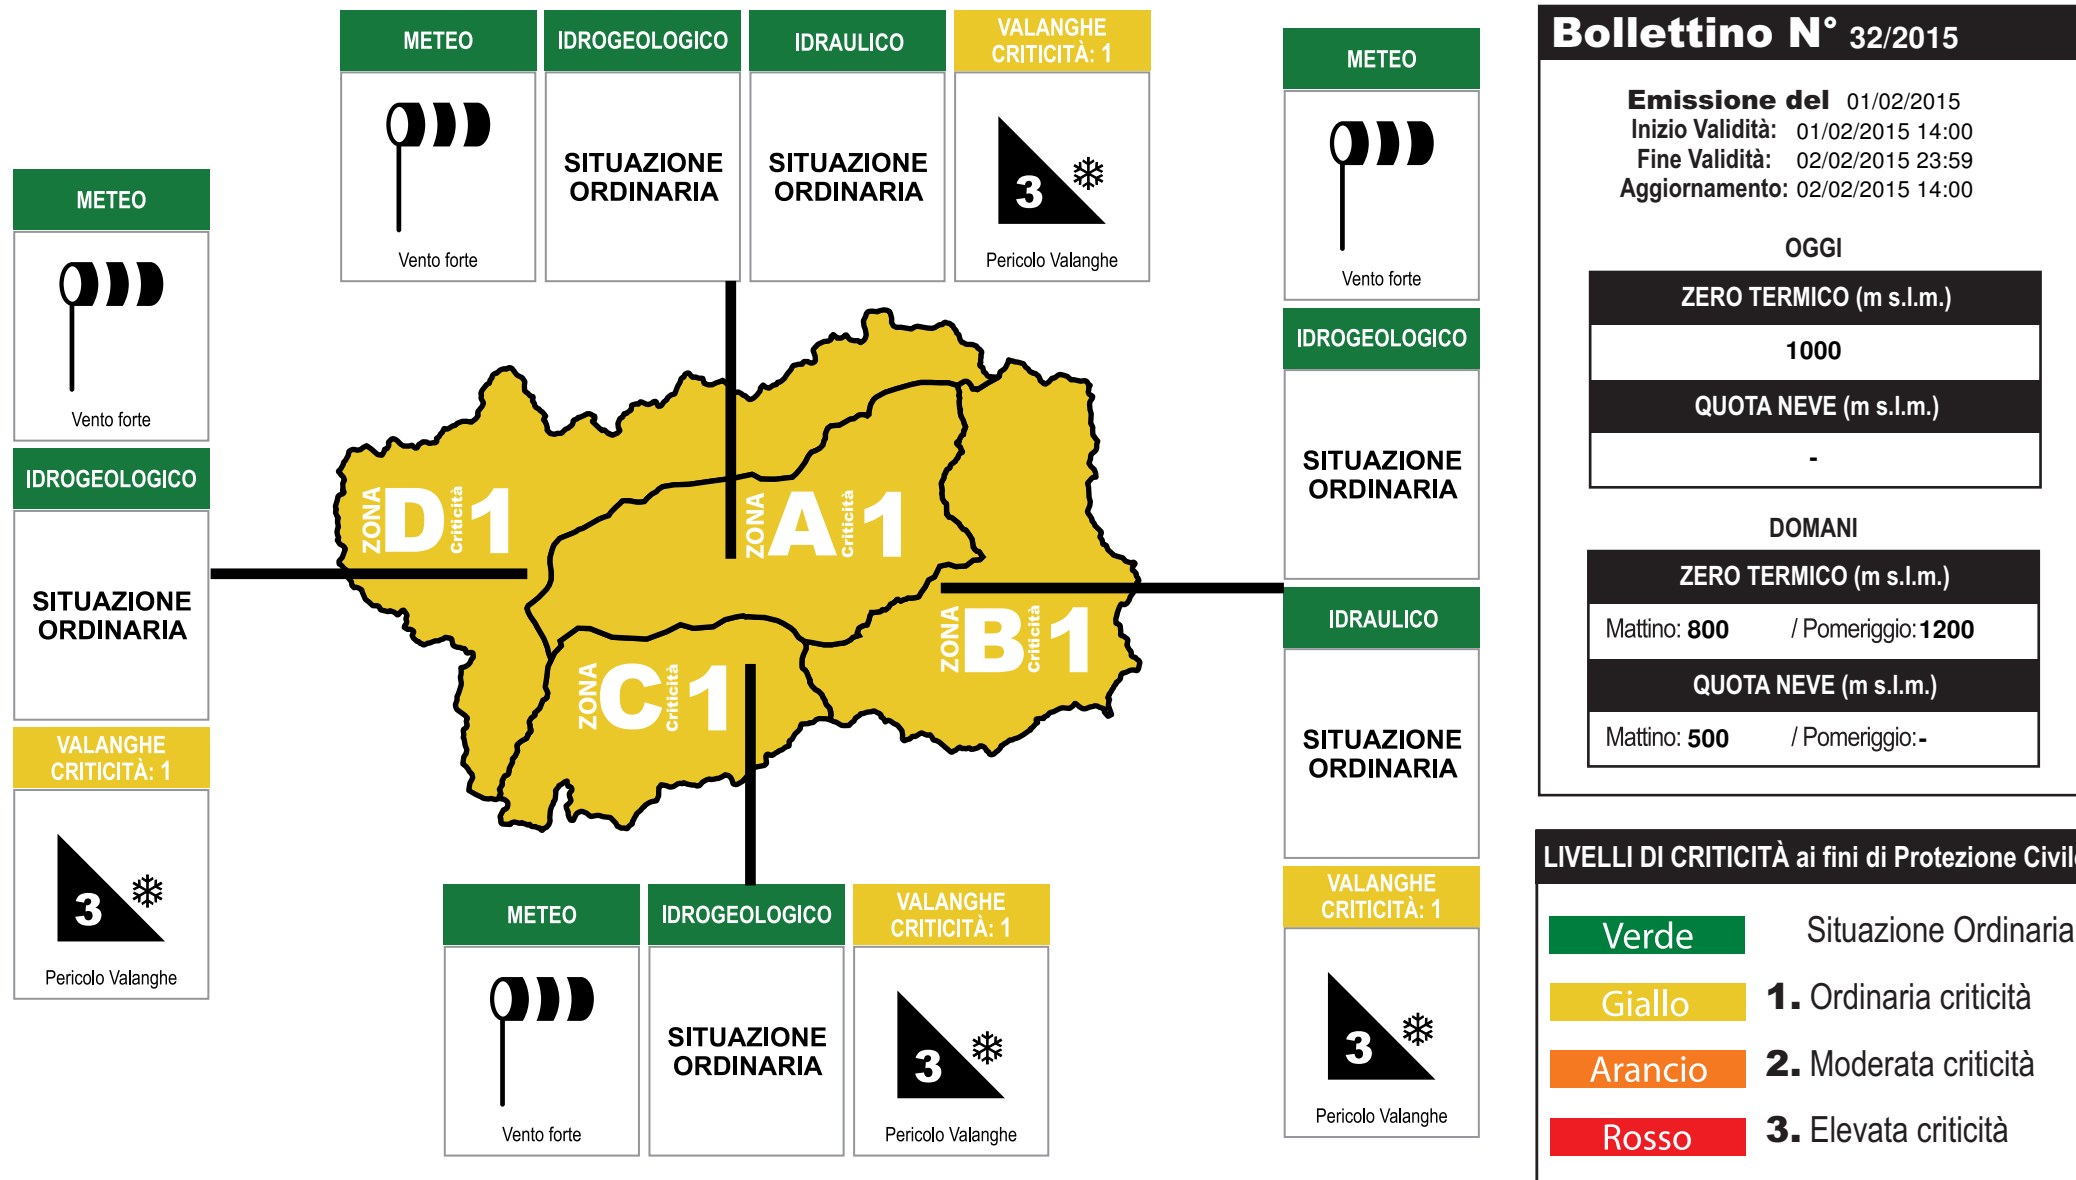 METEO
Vento forte
IDROGEOLOGICO
SITUAZIONE
ORDINARIA
IDRAULICO
SITUAZIONE
ORDINARIA
VALANGHE
CRITICITÀ: 1
3
Pericolo Valanghe
METEO
Vento forte
IDROGEOLOGICO
SITUAZIONE
ORDINARIA
VALANGHE
CRITICITÀ: 1
3
Pericolo Valanghe
ZONA D Criticità 1
ZONA A Criticità 1
ZONA B Criticità 1
ZONA C Criticità 1
METEO
Vento forte
IDROGEOLOGICO
SITUAZIONE
ORDINARIA
VALANGHE
CRITICITÀ: 1
3
Pericolo Valanghe
METEO
Vento forte
IDROGEOLOGICO
SITUAZIONE
ORDINARIA
IDRAULICO
SITUAZIONE
ORDINARIA
VALANGHE
CRITICITÀ: 1
3
Pericolo Valanghe
Bollettino N° 32/2015
Emissione del 01/02/2015
Inizio Validità: 01/02/2015 14:00
Fine Validità: 02/02/2015 23:59
Aggiornamento: 02/02/2015 14:00
OGGI
ZERO TERMICO (m s.l.m.)
1000
QUOTA NEVE (m s.l.m.)
-
DOMANI
ZERO TERMICO (m s.l.m.)
Mattino: 800 / Pomeriggio: 1200
QUOTA NEVE (m s.l.m.)
Mattino: 500 / Pomeriggio: -
LIVELLI DI CRITICITÀ ai fini di Protezione Civile
Verde Situazione Ordinaria
Giallo 1. Ordinaria criticità
Arancio 2. Moderata criticità
Rosso 3. Elevata criticità